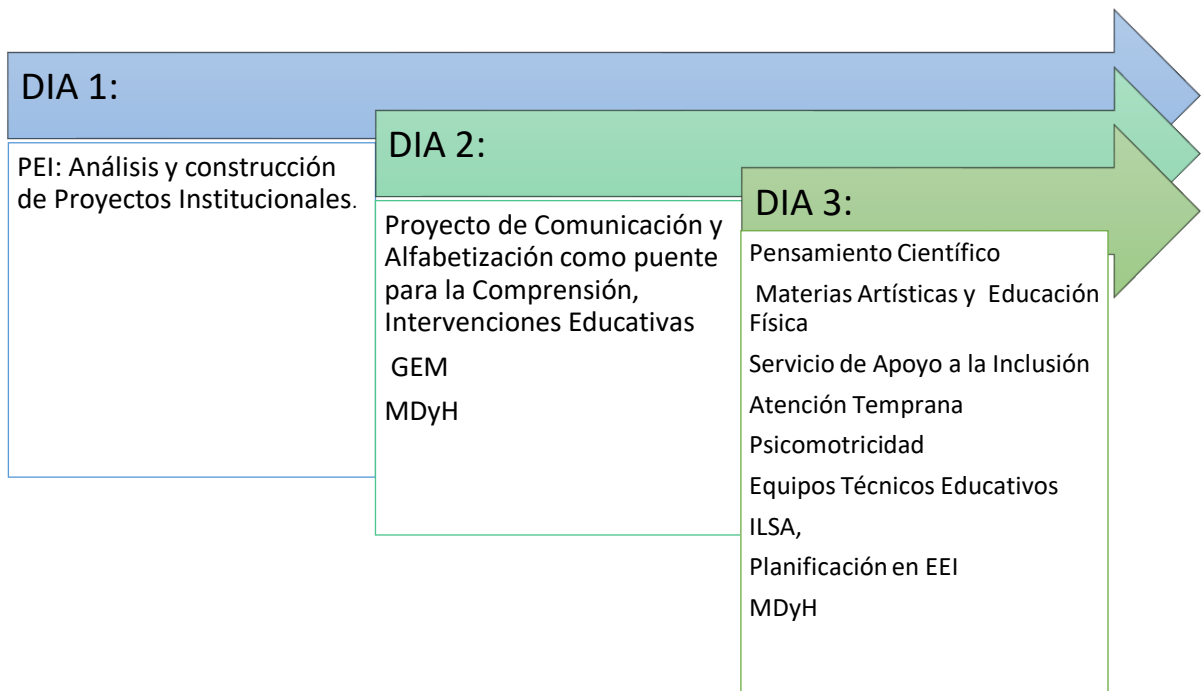 DIA 1:
PEI: Análisis y construcción
de Proyectos Institucionales.
DIA 2:
Proyecto de Comunicación y
Alfabetización como puente
para la Comprensión,
Intervenciones Educativas
GEM
MDyH
DIA 3:
Pensamiento Científico
Materias Artísticas y Educación
Física
Servicio de Apoyo a la Inclusión
Atención Temprana
Psicomotricidad
Equipos Técnicos Educativos
ILSA,
Planificación en EEI
MDyH